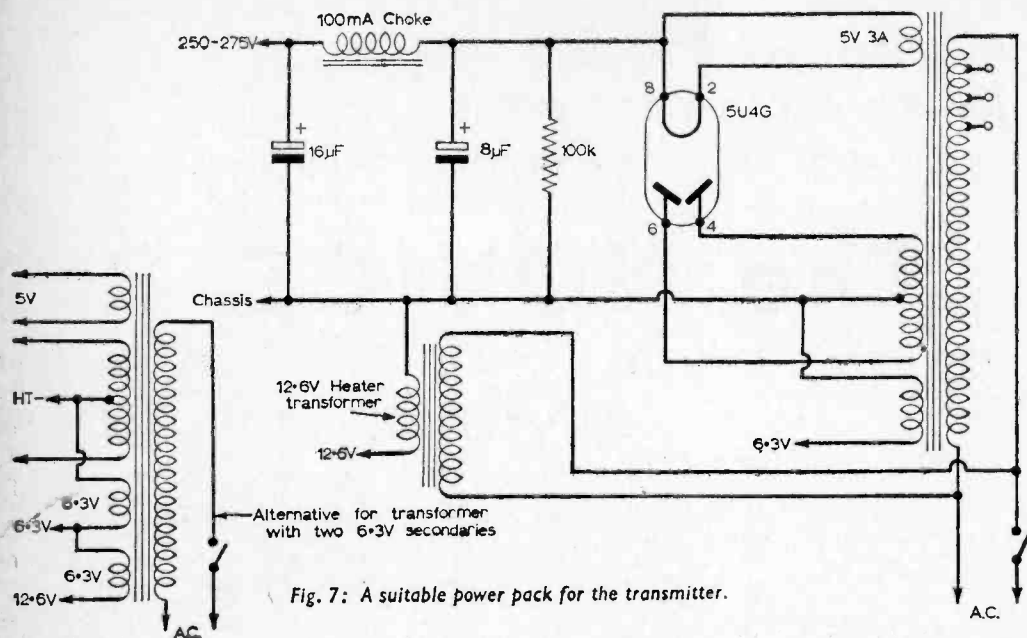 100mA Choke
250-275V
5V 3A
8
2
5U4G
+
16µF
+
8µF
100k
6
4
Chassis
5V
HT-
12·6V Heater
transformer
12·6V
6·3V
6·3V
6·3V
6·3V
12·6V
Alternative for transformer
with two 6·3V secondaries
A.C.
A.C.
Fig. 7: A suitable power pack for the transmitter.